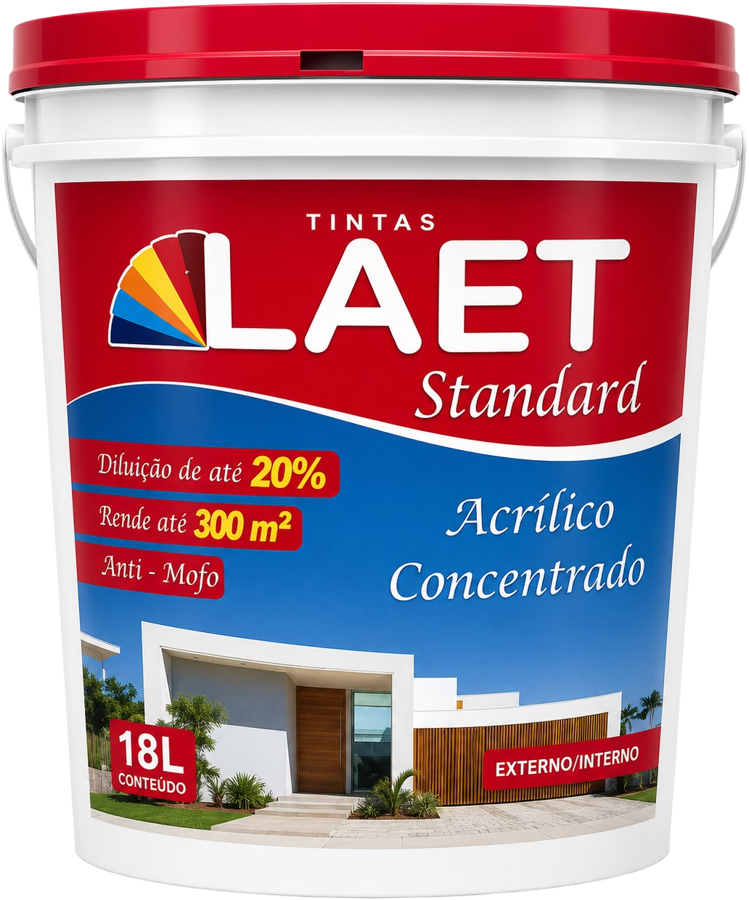 TINTAS
LAET
Standard
Diluição de até 20%
Rende até 300 m²
Anti - Mofo
Acrílico
Concentrado
18L
CONTEÚDO
EXTERNO/INTERNO